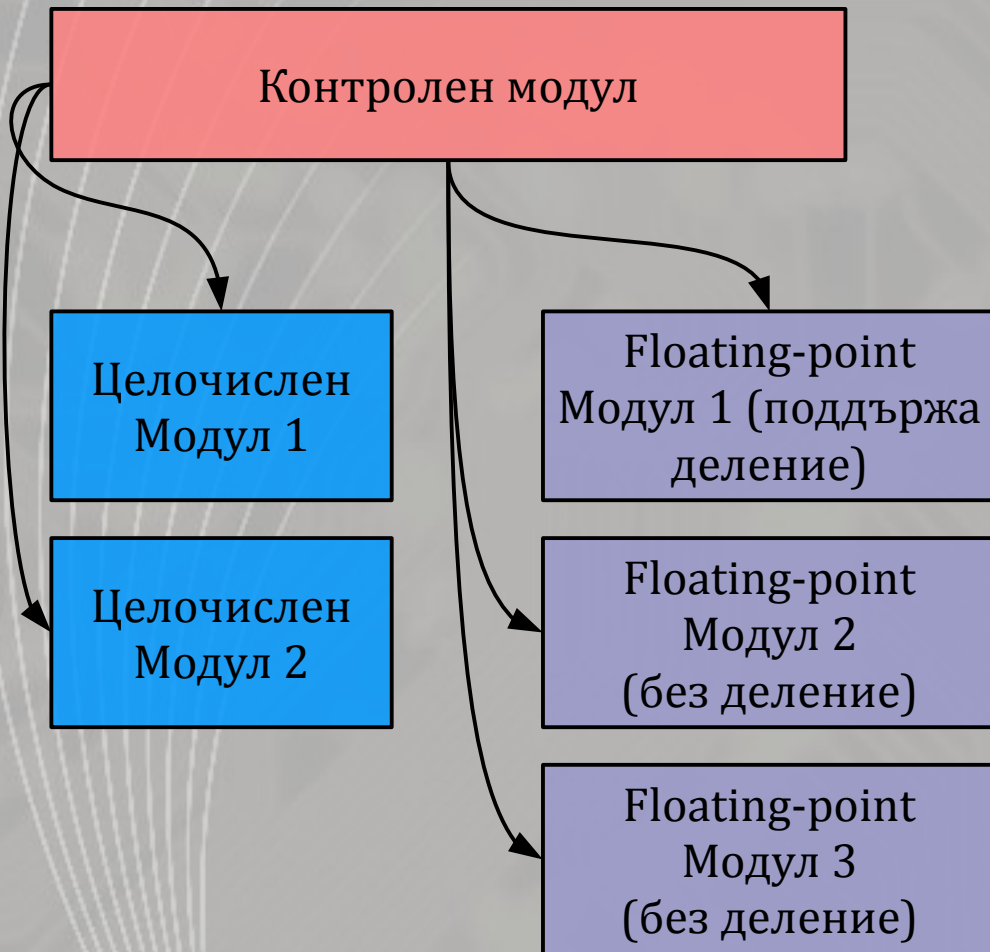 Контролен модул
Целочислен
Модул 1
Floating-point
Модул 1 (поддържа
деление)
Целочислен
Модул 2
Floating-point
Модул 2
(без деление)
Floating-point
Модул 3
(без деление)